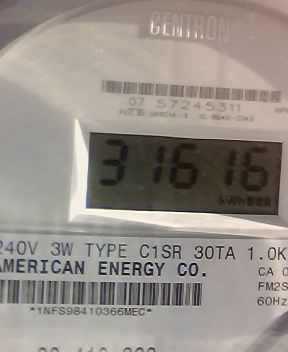 CENTRON
07 57245311
31616
kWh
240V 3W TYPE C1SR 30TA 1.0K
AMERICAN ENERGY CO.
CA 0
FM2S
60Hz
*1NFS98410366MEC*